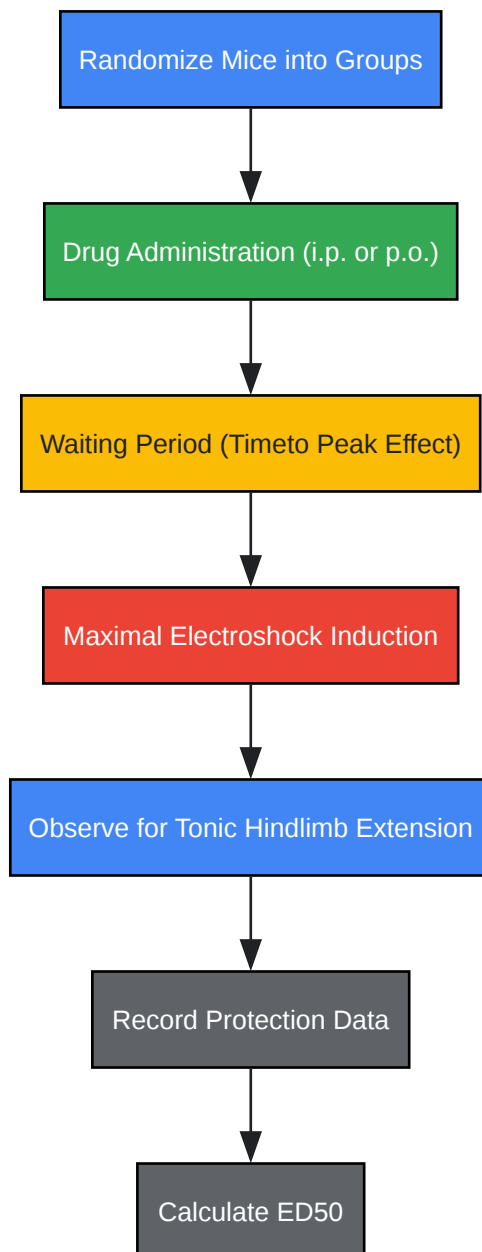 Randomize Mice into Groups
Drug Administration (i.p. or p.o.)
Waiting Period (Timeto Peak Effect)
Maximal Electroshock Induction
Observe for Tonic Hindlimb Extension
Record Protection Data
Calculate ED50